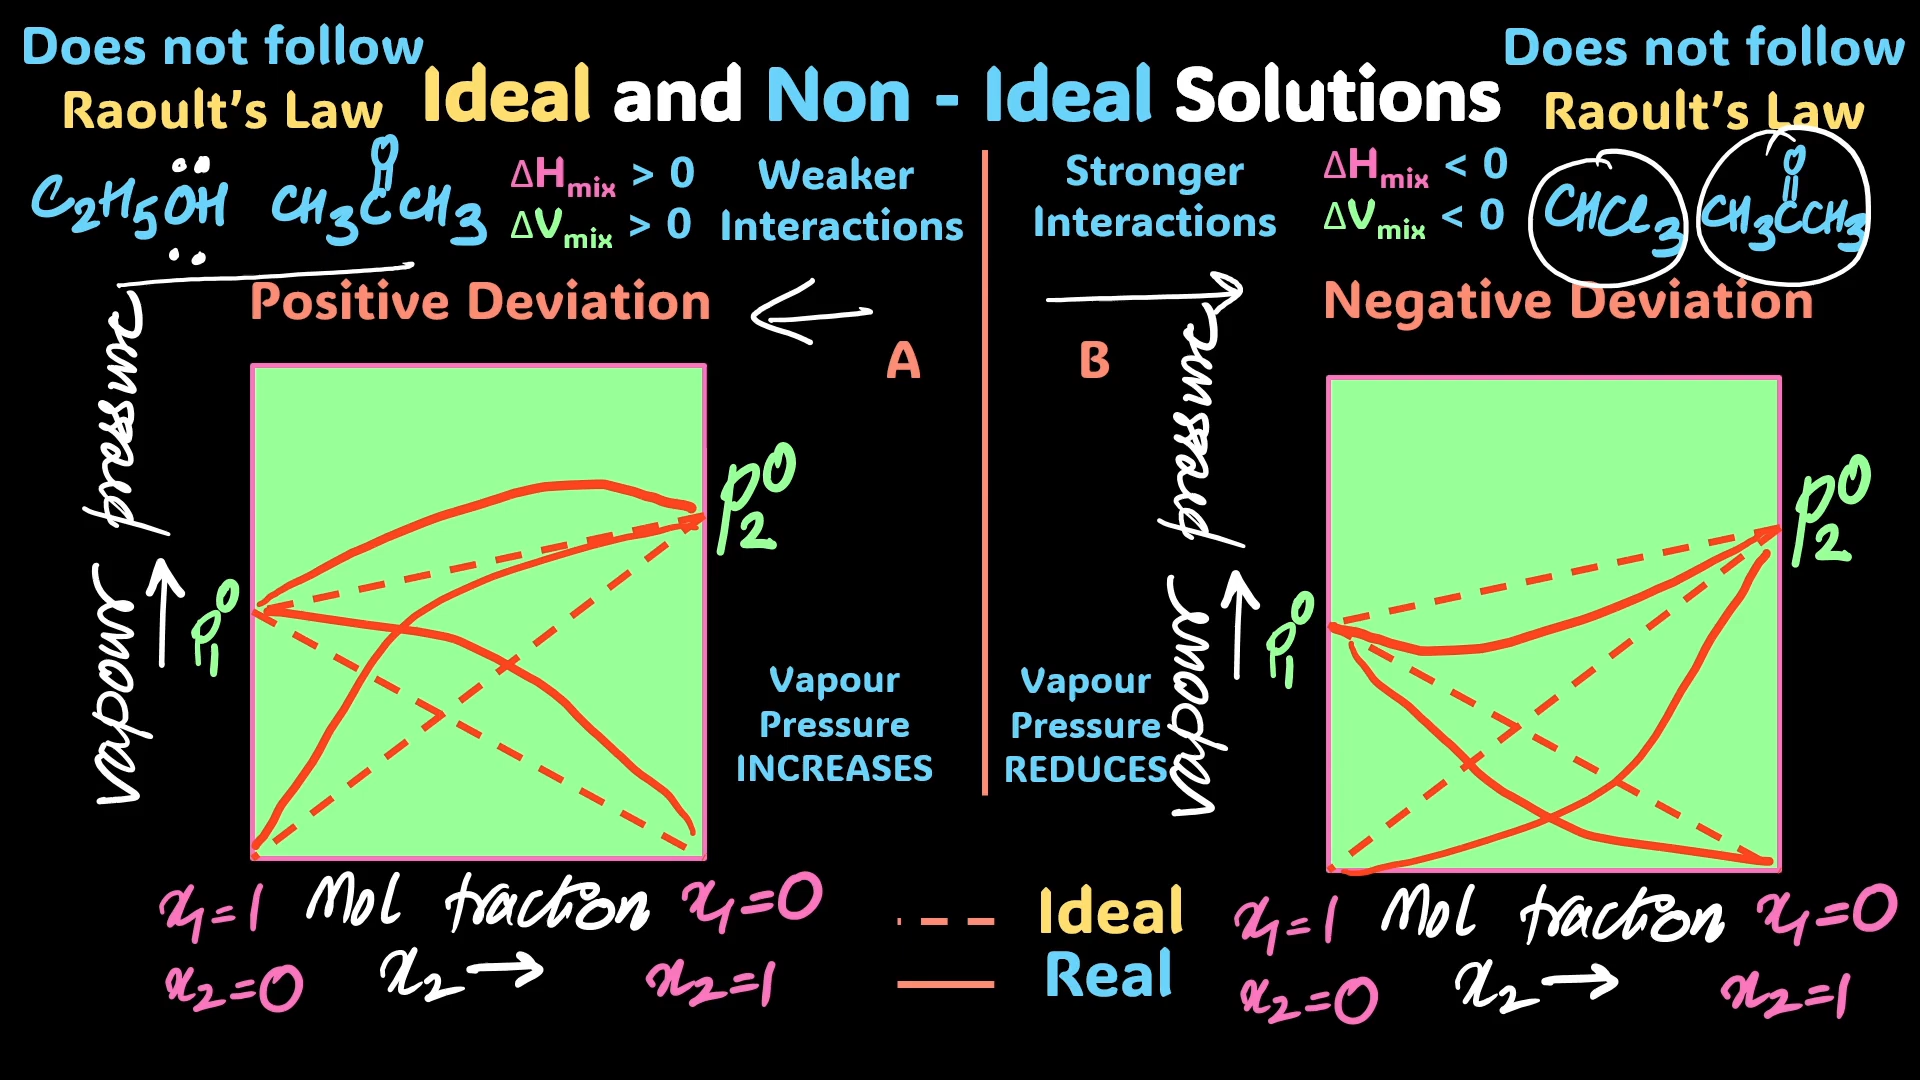 Ideal and Non - Ideal Solutions
Does not follow
Raoult's Law
C₂H₅OH CH₃CCH₃
O
ΔHmix > 0
ΔVmix > 0
Weaker
Interactions
Positive Deviation
A
vapour pressure
p₁⁰
p₂⁰
Vapour
Pressure
INCREASES
x₁=1 Mol fraction x₁=0
x₂=0 x₂→ x₂=1
Does not follow
Raoult's Law
Stronger
Interactions
ΔHmix < 0
ΔVmix < 0
CHCl₃ CH₃CCH₃
O
Negative Deviation
B
vapour pressure
p₁⁰
p₂⁰
Vapour
Pressure
REDUCES
x₁=1 Mol fraction x₁=0
x₂=0 x₂→ x₂=1
Ideal
Real